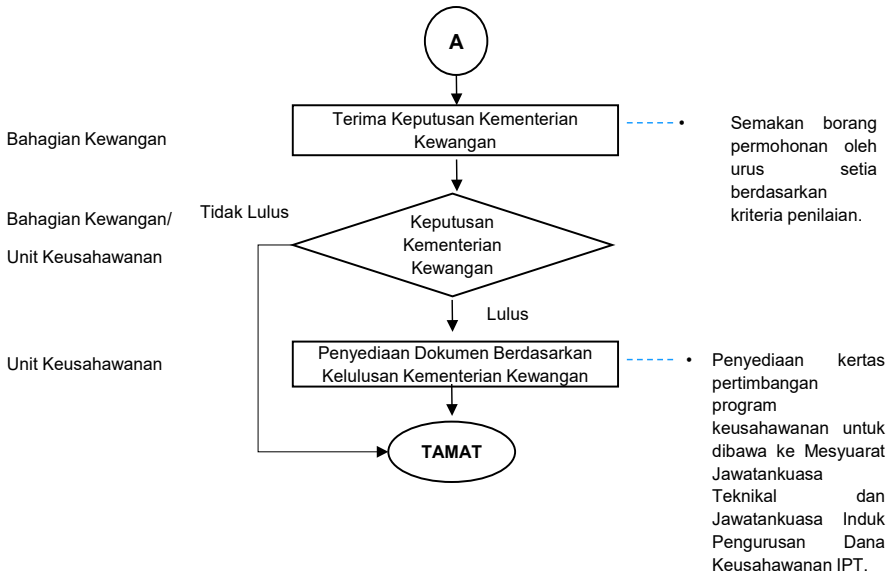 A
Bahagian Kewangan
Terima Keputusan Kementerian
Kewangan
• Semakan borang
permohonan oleh
urus setia
berdasarkan
kriteria penilaian.
Bahagian Kewangan/
Unit Keusahawanan
Tidak Lulus
Keputusan
Kementerian
Kewangan
Lulus
Unit Keusahawanan
Penyediaan Dokumen Berdasarkan
Kelulusan Kementerian Kewangan
• Penyediaan kertas
pertimbangan
program
keusahawanan untuk
dibawa ke Mesyuarat
Jawatankuasa
Teknikal dan
Jawatankuasa Induk
Pengurusan Dana
Keusahawanan IPT.
TAMAT